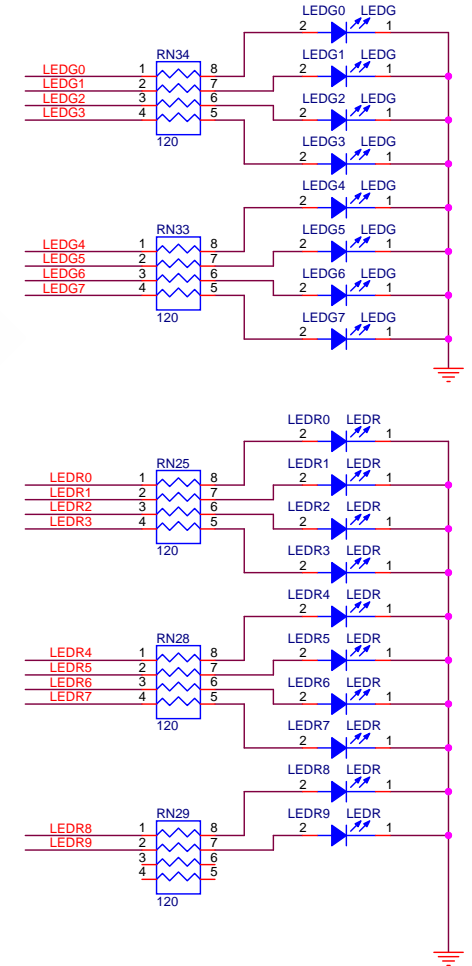 LEDG0 LEDG
2 1
RN34
LEDG0 1 8
LEDG1 LEDG
2 1
LEDG1 2 7
LEDG2 3 6
LEDG3 4 5
LEDG2 LEDG
2 1
120
LEDG3 LEDG
2 1
LEDG4 LEDG
2 1
RN33
LEDG4 1 8
LEDG5 LEDG
2 1
LEDG5 2 7
LEDG6 3 6
LEDG7 4 5
LEDG6 LEDG
2 1
120
LEDG7 LEDG
2 1
LEDR0 LEDR
2 1
RN25
LEDR0 1 8
LEDR1 LEDR
2 1
LEDR1 2 7
LEDR2 3 6
LEDR3 4 5
LEDR2 LEDR
2 1
120
LEDR3 LEDR
2 1
LEDR4 LEDR
2 1
RN28
LEDR4 1 8
LEDR5 LEDR
2 1
LEDR5 2 7
LEDR6 3 6
LEDR7 4 5
LEDR6 LEDR
2 1
120
LEDR7 LEDR
2 1
LEDR8 LEDR
2 1
RN29
LEDR8 1 8
LEDR9 LEDR
2 1
LEDR9 2 7
3 6
4 5
120